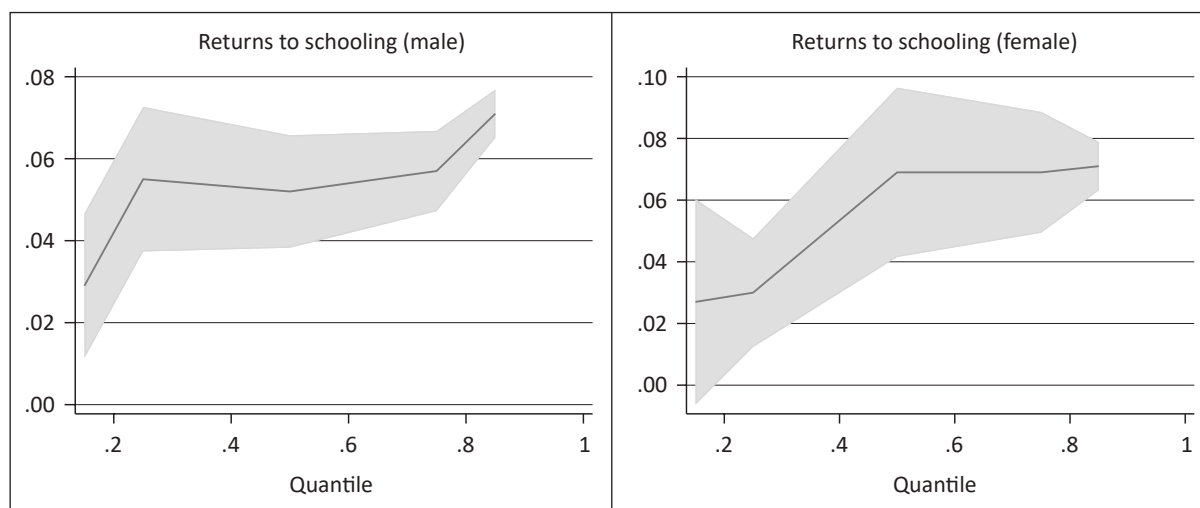 Returns to schooling (male)
.08
.06
.04
.02
.00
.2 .4 .6 .8 1
Quantile
Returns to schooling (female)
.10
.08
.06
.04
.02
.00
.2 .4 .6 .8 1
Quantile